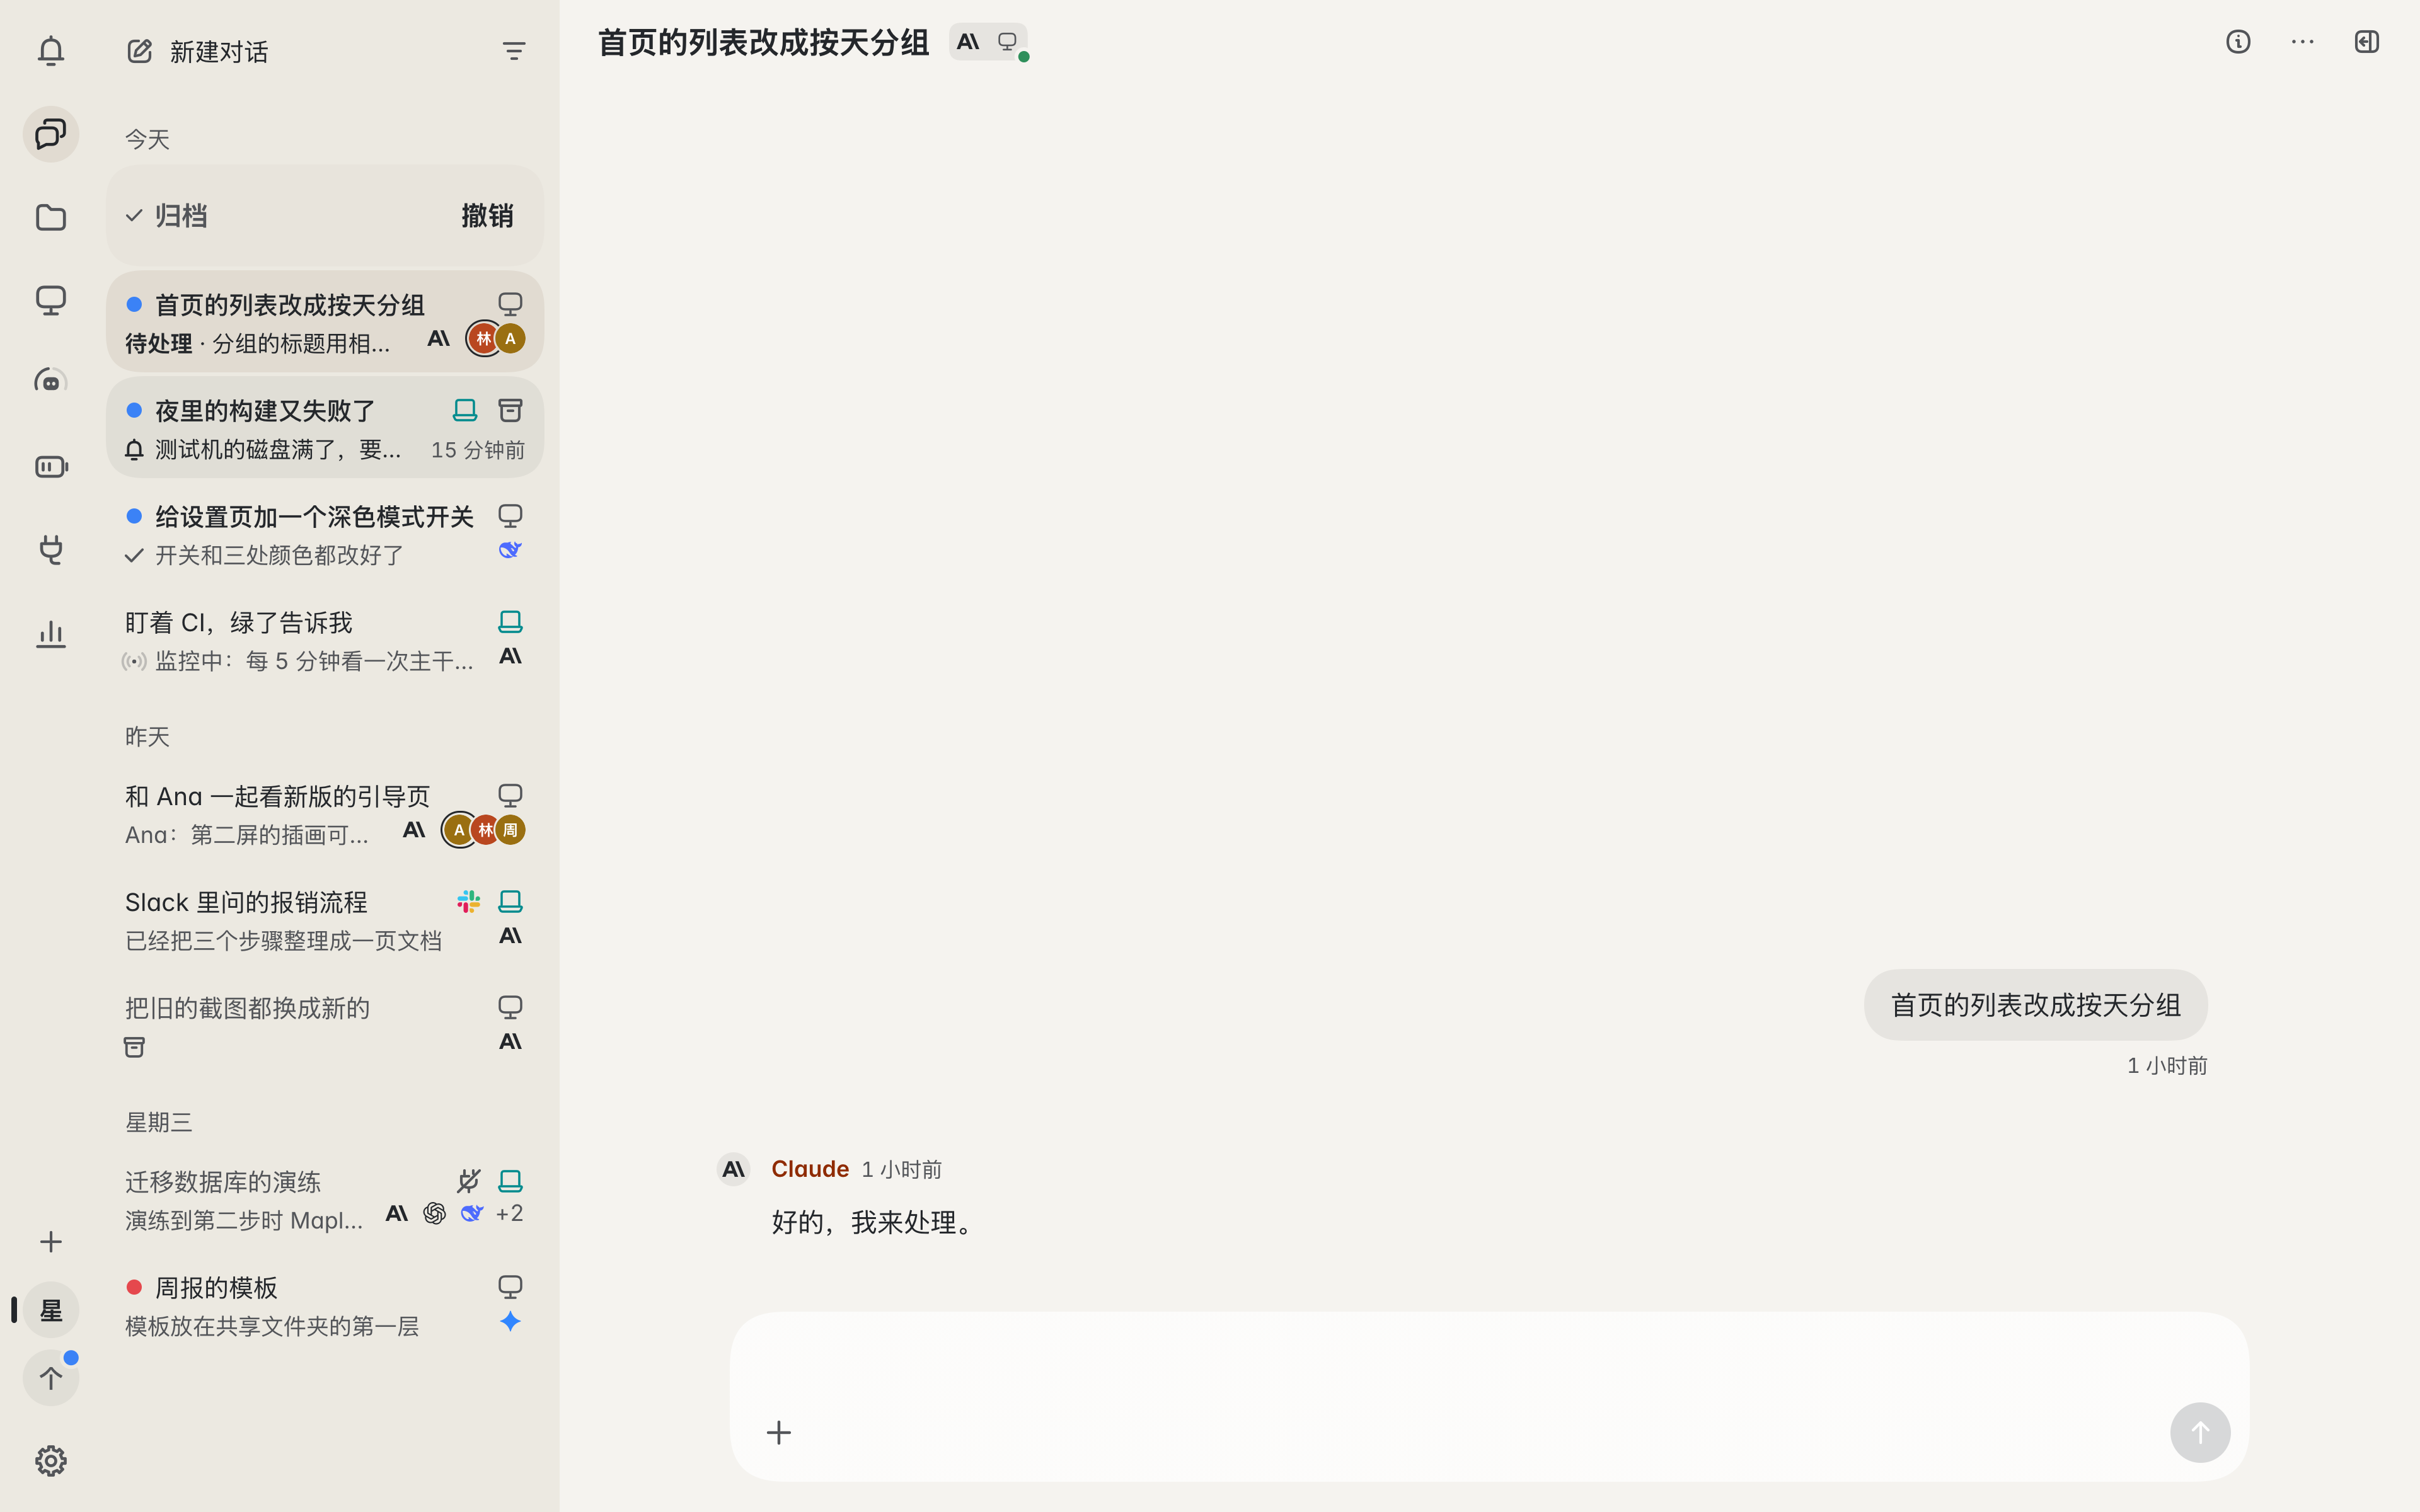 新建对话
今天
归档 撤销
首页的列表改成按天分组
待处理 · 分组的标题用相... 林 A
夜里的构建又失败了
测试机的磁盘满了，要... 15 分钟前
给设置页加一个深色模式开关
开关和三处颜色都改好了
盯着 CI，绿了告诉我
监控中：每 5 分钟看一次主干...
昨天
和 Ana 一起看新版的引导页
Ana：第二屏的插画可... A 林 周
Slack 里问的报销流程
已经把三个步骤整理成一页文档
把旧的截图都换成新的
星期三
迁移数据库的演练
演练到第二步时 Mapl... +2
周报的模板
模板放在共享文件夹的第一层
星
个
首页的列表改成按天分组
首页的列表改成按天分组
1 小时前
Claude 1 小时前
好的，我来处理。